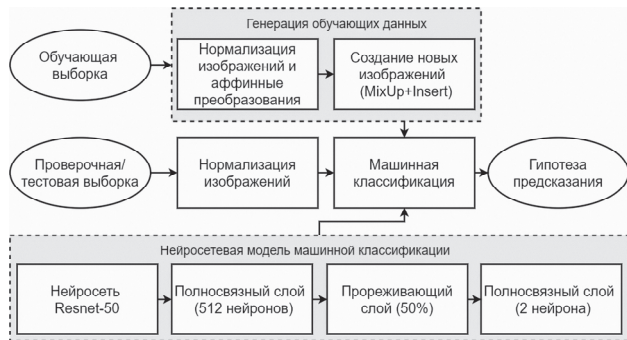 Генерация обучающих данных
Обучающая
выборка
Нормализация
изображений и
аффинные
преобразования
Создание новых
изображений
(MixUp+Insert)
Проверочная/
тестовая выборка
Нормализация
изображений
Машинная
классификация
Гипотеза
предсказания
Нейросетевая модель машинной классификации
Нейросеть
Resnet-50
Полносвязный слой
(512 нейронов)
Прореживающий
слой (50%)
Полносвязный слой
(2 нейрона)